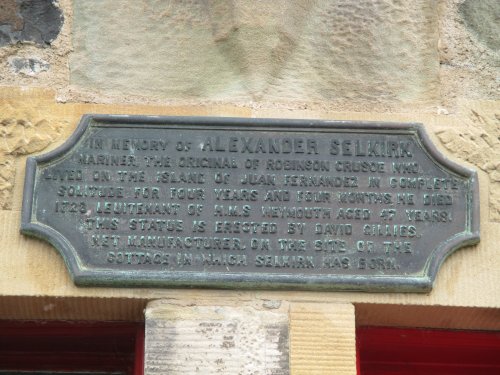 IN MEMORY OF ALEXANDER SELKIRK
MARINER, THE ORIGINAL OF ROBINSON CRUSOE WHO
LIVED ON THE ISLAND OF JUAN FERNANDEZ IN COMPLETE
SOLITUDE FOR FOUR YEARS AND FOUR MONTHS. HE DIED
1723 LEUITENANT OF H.M.S WEYMOUTH AGED 47 YEARS.
THIS STATUE IS ERECTED BY DAVID GILLIES,
NET MANUFACTURER, ON THE SITE OF THE
COTTAGE IN WHICH SELKIRK WAS BORN.